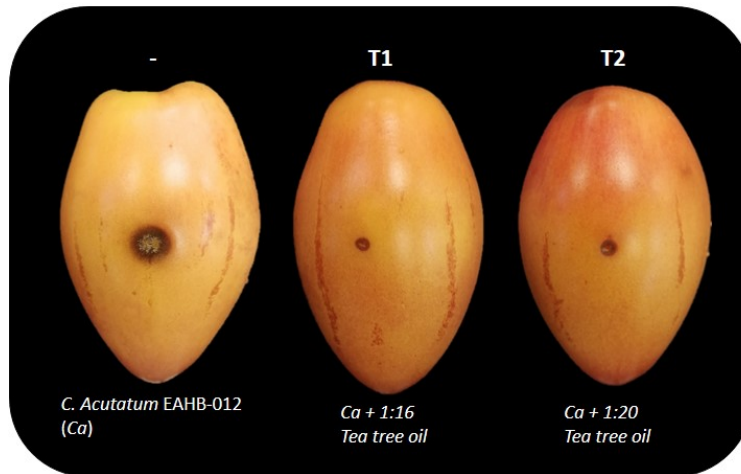 -
T1
T2
C. Acutatum EAHB-012
(Ca)
Ca + 1:16
Tea tree oil
Ca + 1:20
Tea tree oil